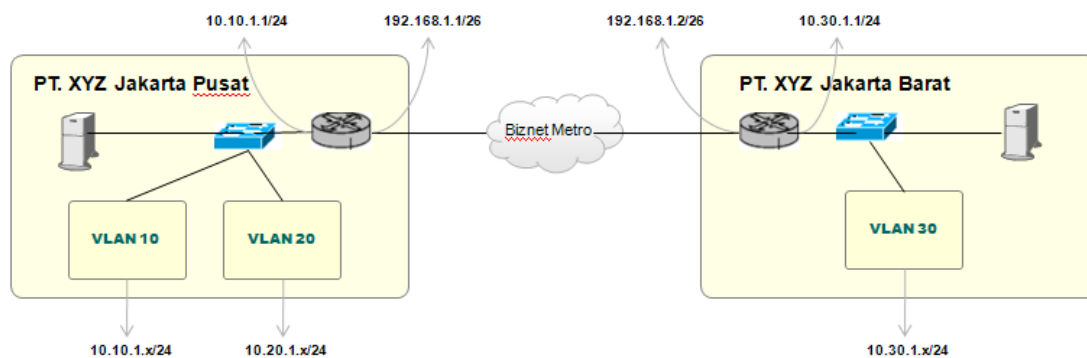 10.10.1.1/24
192.168.1.1/26
192.168.1.2/26
10.30.1.1/24
PT. XYZ Jakarta Pusat
PT. XYZ Jakarta Barat
Biznet Metro
VLAN 10
VLAN 20
VLAN 30
10.10.1.x/24
10.20.1.x/24
10.30.1.x/24